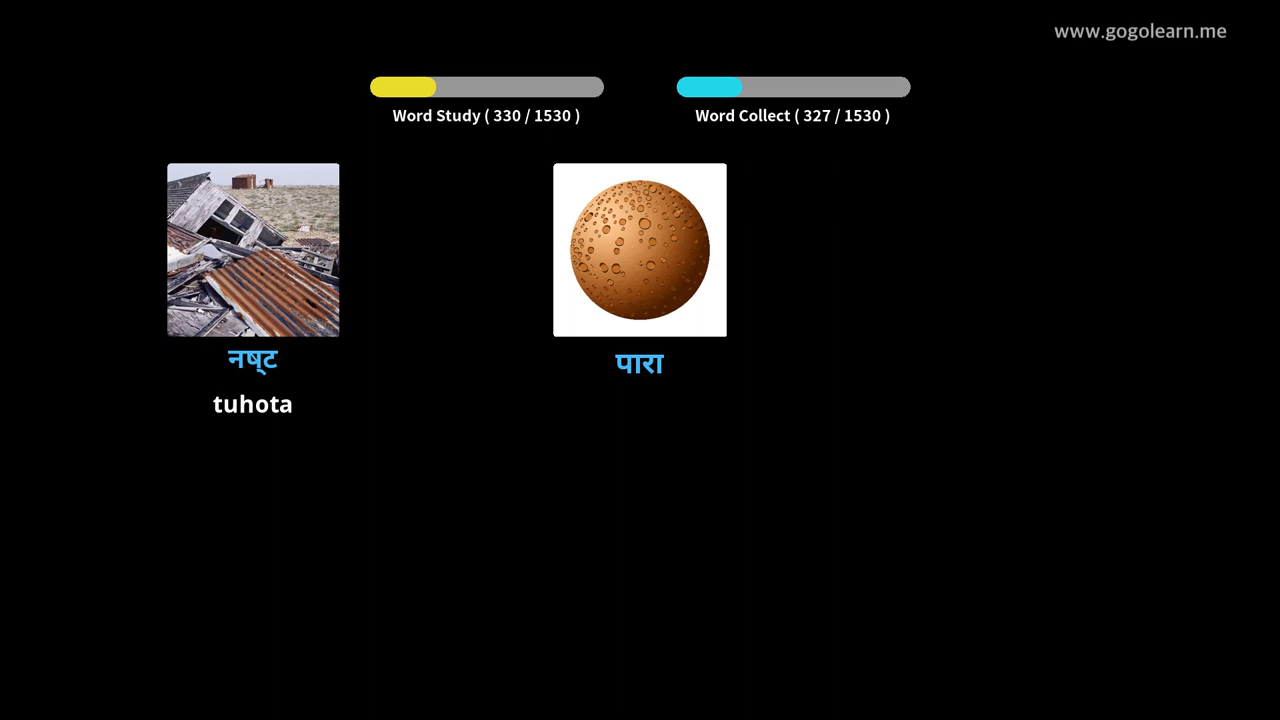 www.gogolearn.me
Word Study ( 330 / 1530 )
Word Collect ( 327 / 1530 )
नष्ट
पारा
tuhota